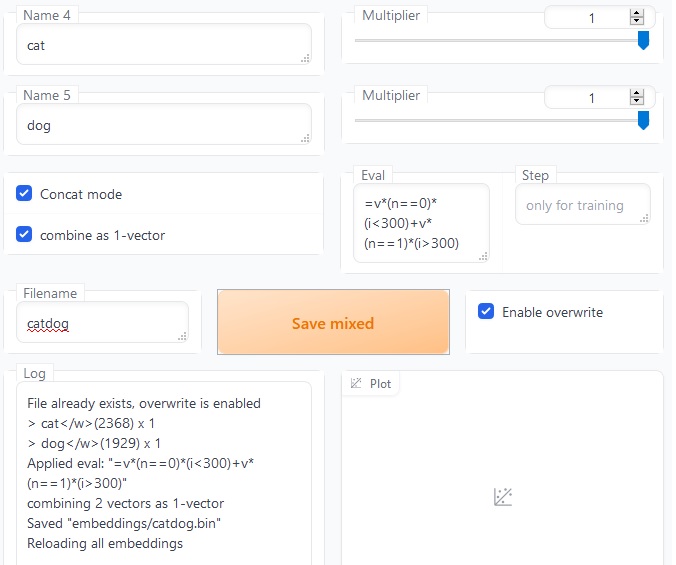 Name 4
Multiplier
1
cat
Name 5
Multiplier
1
dog
Concat mode
combine as 1-vector
Eval
Step
=v*(n==0)*
(i<300)+v*
(n==1)*(i>300)
only for training
Filename
catdog
Save mixed
Enable overwrite
Log
File already exists, overwrite is enabled
> cat</w>(2368) x 1
> dog</w>(1929) x 1
Applied eval: "=v*(n==0)*(i<300)+v*
(n==1)*(i>300)"
combining 2 vectors as 1-vector
Saved "embeddings/catdog.bin"
Reloading all embeddings
Plot